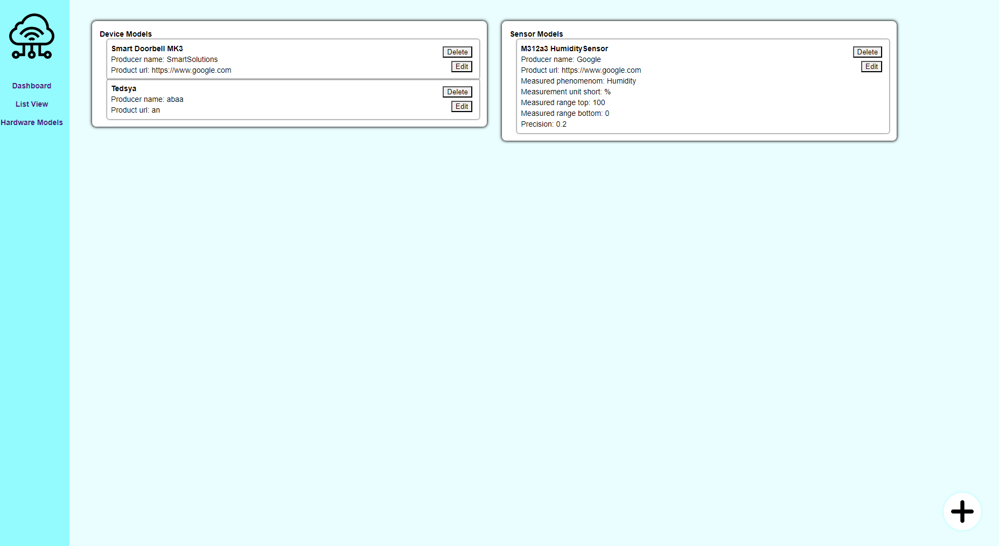 Dashboard
List View
Hardware Models
Device Models
Smart Doorbell MK3
Producer name: SmartSolutions
Product url: https://www.google.com
Delete
Edit
Tedsya
Producer name: abaa
Product url: an
Delete
Edit
Sensor Models
M312a3 HumiditySensor
Producer name: Google
Product url: https://www.google.com
Measured phenomenom: Humidity
Measurement unit short: %
Measured range top: 100
Measured range bottom: 0
Precision: 0.2
Delete
Edit